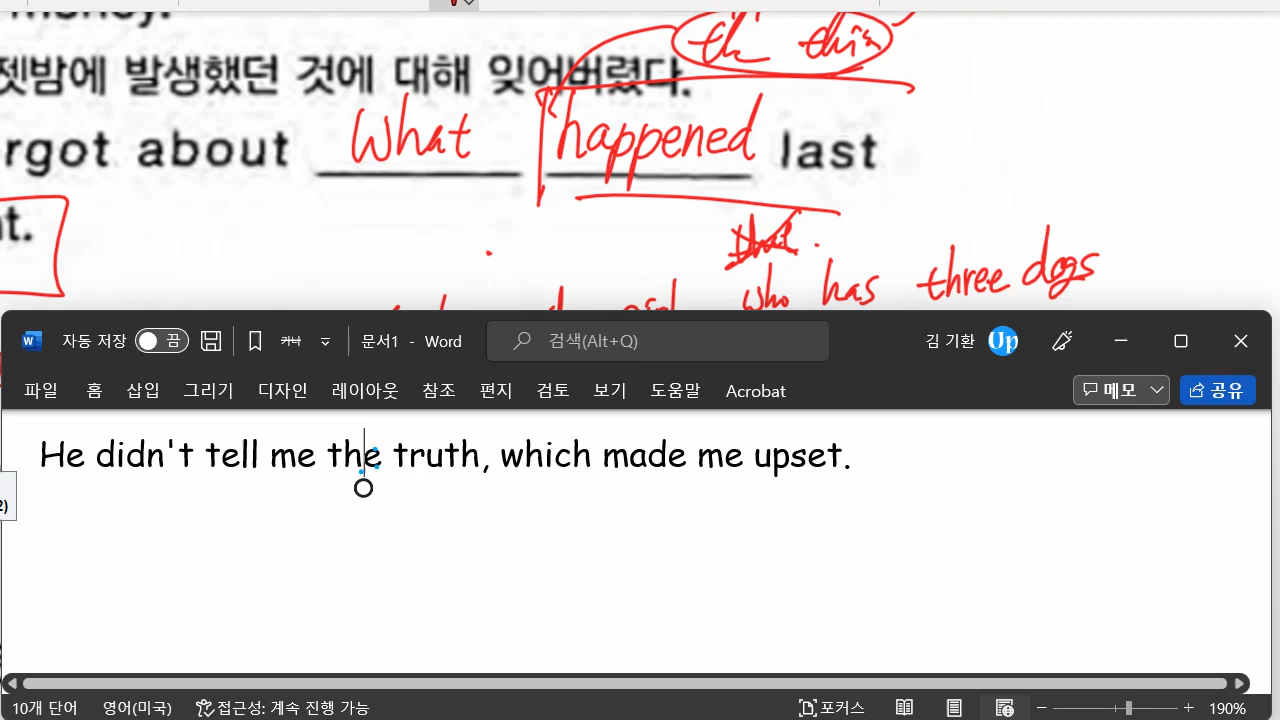 th this
젯밤에 발생했던 것에 대해 잊어버렸다.
rgot about What happened last
t.
that
who has three dogs
자동 저장 끔 문서1 - Word 검색(Alt+Q) 김 기환 Up
파일 홈 삽입 그리기 디자인 레이아웃 참조 편지 검토 보기 도움말 Acrobat 메모 공유
He didn't tell me the truth, which made me upset.
2)
10개 단어 영어(미국) 접근성: 계속 진행 가능 포커스 190%